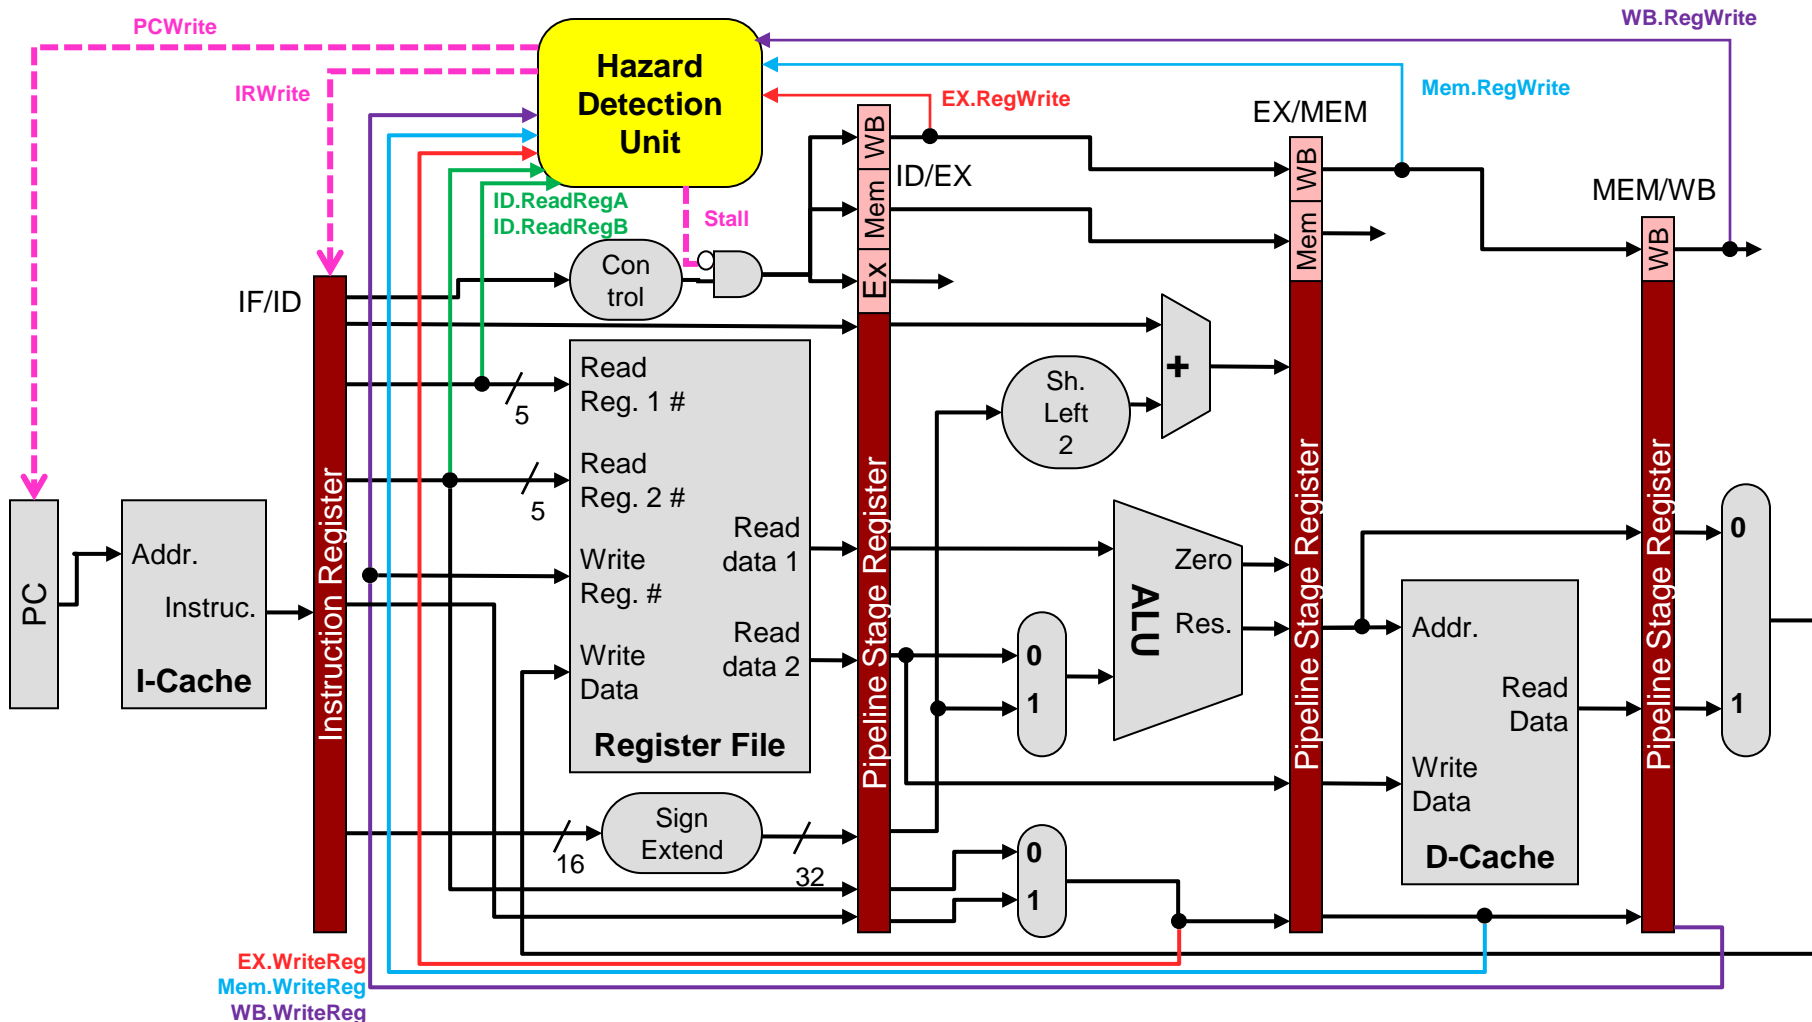 PCWrite
WB.RegWrite
Hazard
Detection
Unit
IRWrite
EX.RegWrite
Mem.RegWrite
EX/MEM
WB
ID/EX
WB
MEM/WB
ID.ReadRegA
ID.ReadRegB
Stall
Mem
Mem
WB
Con
trol
Ex
IF/ID
Read
Reg. 1 #
5
Sh.
Left
2
+
Read
Reg. 2 #
5
Read
data 1
Write
Reg. #
Read
data 2
Write
Data
Register File
PC
Addr.
Instruc.
I-Cache
Instruction Register
Pipeline Stage Register
0
1
Zero
Res.
ALU
Pipeline Stage Register
Addr.
Read
Data
Write
Data
D-Cache
Pipeline Stage Register
0
1
16
Sign
Extend
32
0
1
EX.WriteReg
Mem.WriteReg
WB.WriteReg